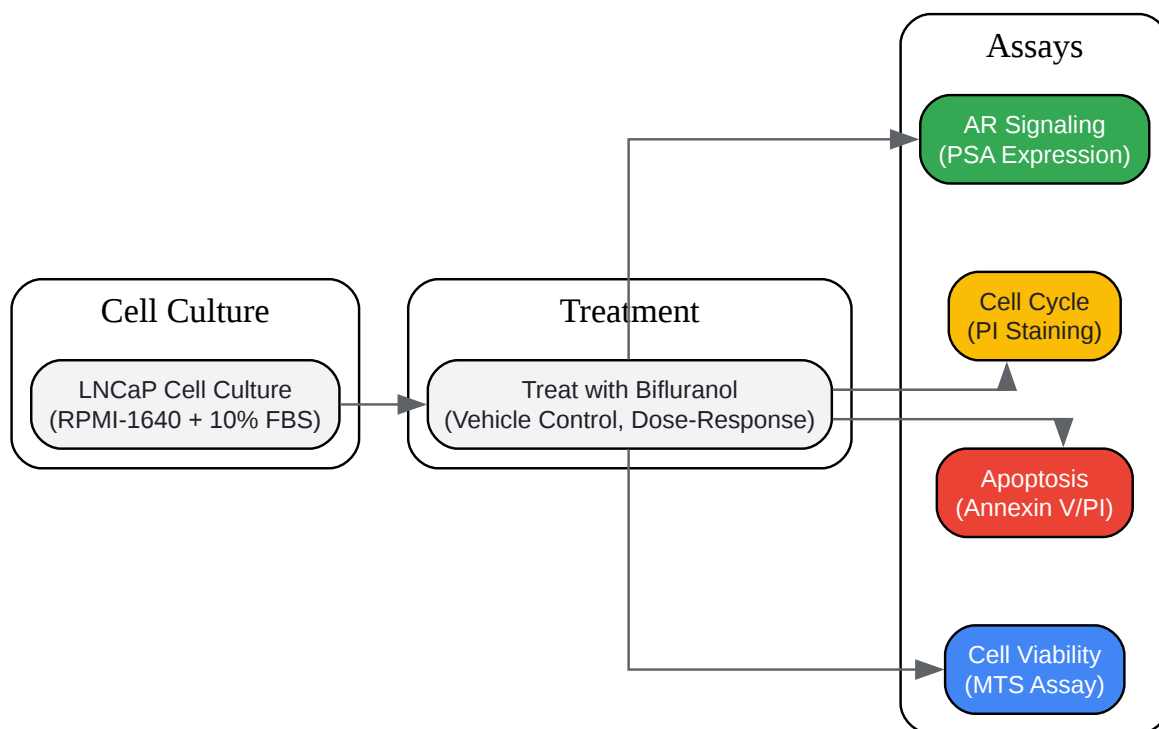 Cell Culture
LNCaP Cell Culture
(RPMI-1640 + 10% FBS)
Treatment
Treat with Bifluranol
(Vehicle Control, Dose-Response)
Assays
AR Signaling
(PSA Expression)
Cell Cycle
(PI Staining)
Apoptosis
(Annexin V/PI)
Cell Viability
(MTS Assay)